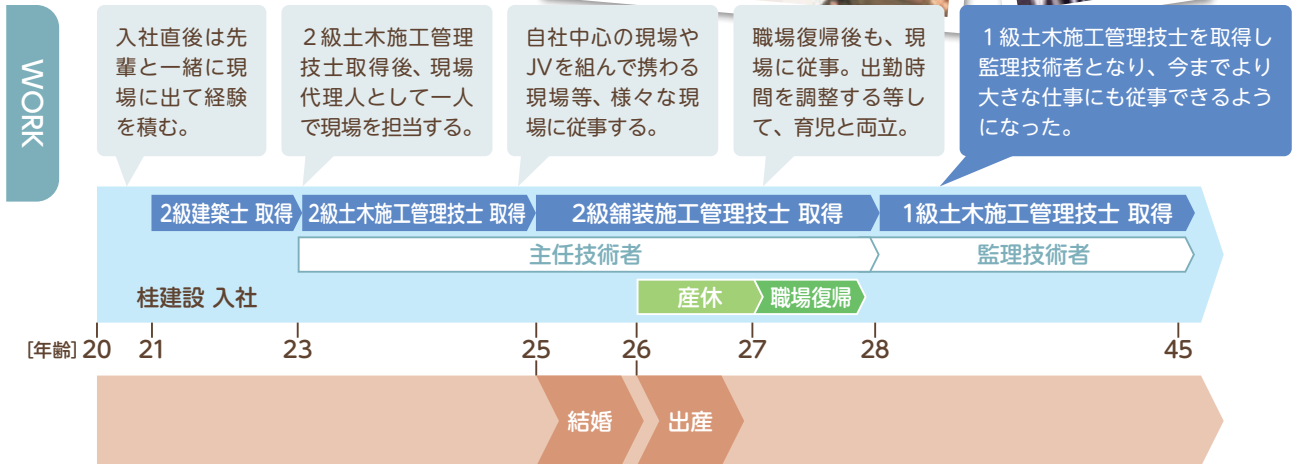 WORK
入社直後は先
輩と一緒に現
場に出て経験
を積む。
２級土木施工管理
技士取得後、現場
代理人として一人
で現場を担当する。
自社中心の現場や
JVを組んで携わる
現場等、様々な現
場に従事する。
職場復帰後も、現
場に従事。出勤時
間を調整する等し
て、育児と両立。
１級土木施工管理技士を取得し
監理技術者となり、今までより
大きな仕事にも従事できるよう
になった。
2級建築士 取得
2級土木施工管理技士 取得
2級舗装施工管理技士 取得
1級土木施工管理技士 取得
主任技術者
監理技術者
桂建設 入社
産休
職場復帰
[年齢] 20 21 23 25 26 27 28 45
結婚
出産